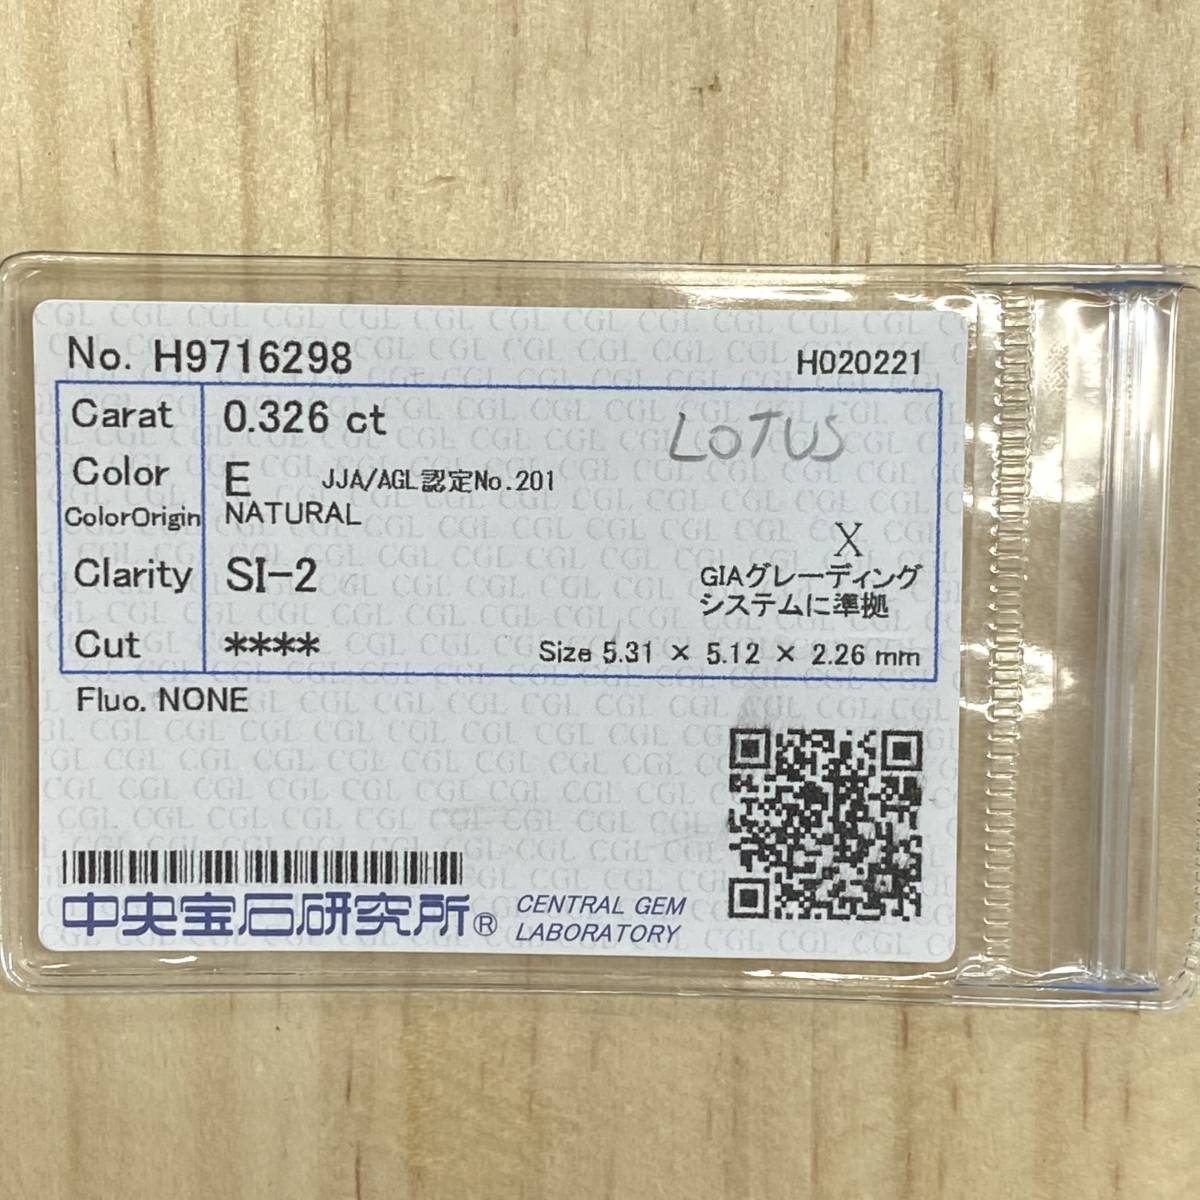 No. H9716298 H020221
Carat 0.326 ct
LOTUS
Color E JJA/AGL認定No.201
ColorOrigin NATURAL
X
Clarity SI-2 GIAグレーディング
システムに準拠
Cut **** Size 5.31 × 5.12 × 2.26 mm
Fluo. NONE
中央宝石研究所® CENTRAL GEM
LABORATORY